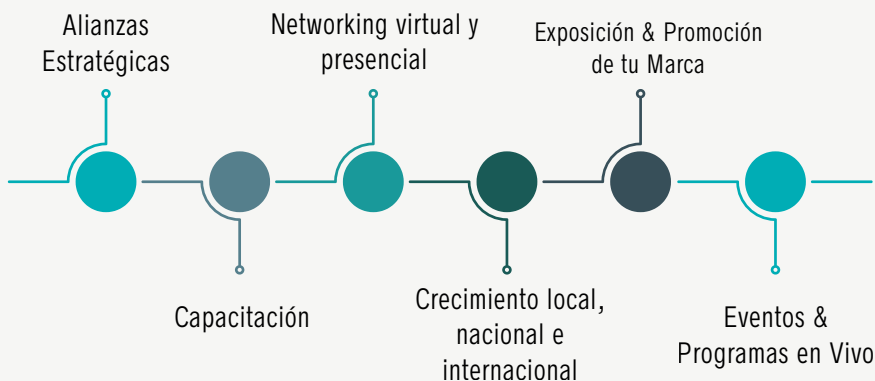 Alianzas
Estratégicas
Capacitación
Networking virtual y
presencial
Crecimiento local,
nacional e
internacional
Exposición & Promoción
de tu Marca
Eventos &
Programas en Vivo